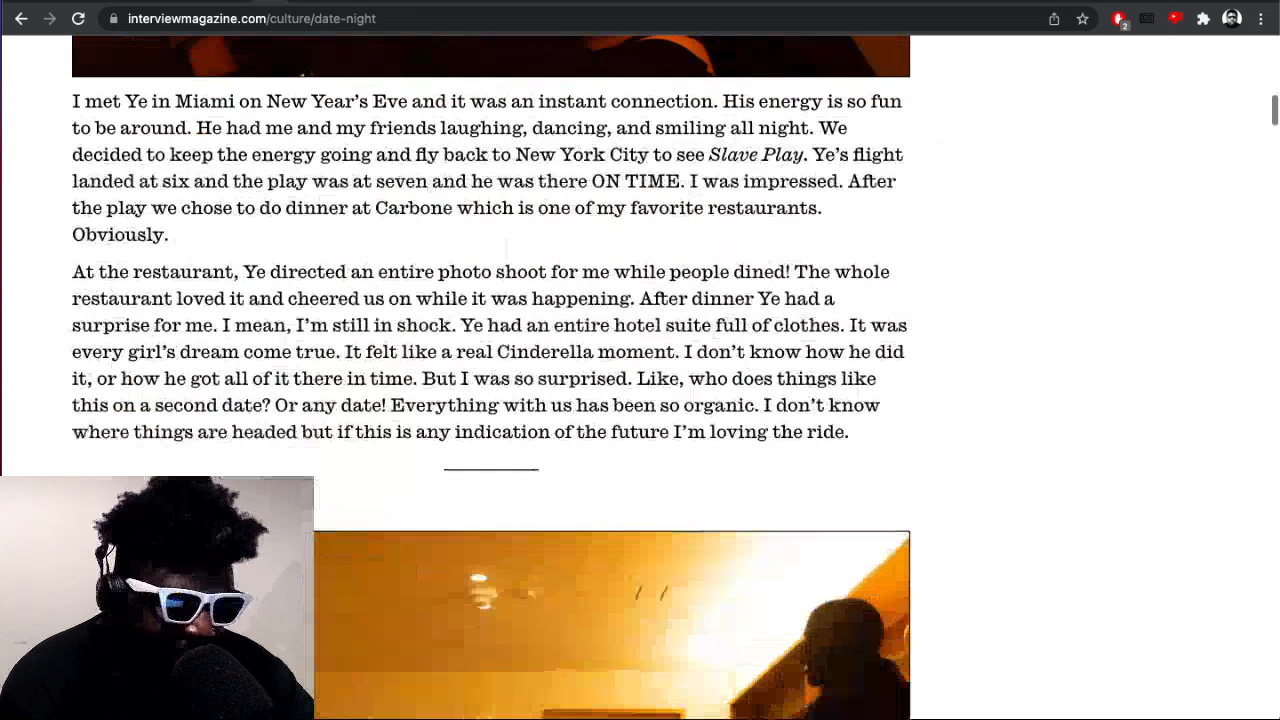 interviewmagazine.com/culture/date-night
2
I met Ye in Miami on New Year’s Eve and it was an instant connection. His energy is so fun
to be around. He had me and my friends laughing, dancing, and smiling all night. We
decided to keep the energy going and fly back to New York City to see Slave Play. Ye’s flight
landed at six and the play was at seven and he was there ON TIME. I was impressed. After
the play we chose to do dinner at Carbone which is one of my favorite restaurants.
Obviously.
At the restaurant, Ye directed an entire photo shoot for me while people dined! The whole
restaurant loved it and cheered us on while it was happening. After dinner Ye had a
surprise for me. I mean, I’m still in shock. Ye had an entire hotel suite full of clothes. It was
every girl’s dream come true. It felt like a real Cinderella moment. I don’t know how he did
it, or how he got all of it there in time. But I was so surprised. Like, who does things like
this on a second date? Or any date! Everything with us has been so organic. I don’t know
where things are headed but if this is any indication of the future I’m loving the ride.